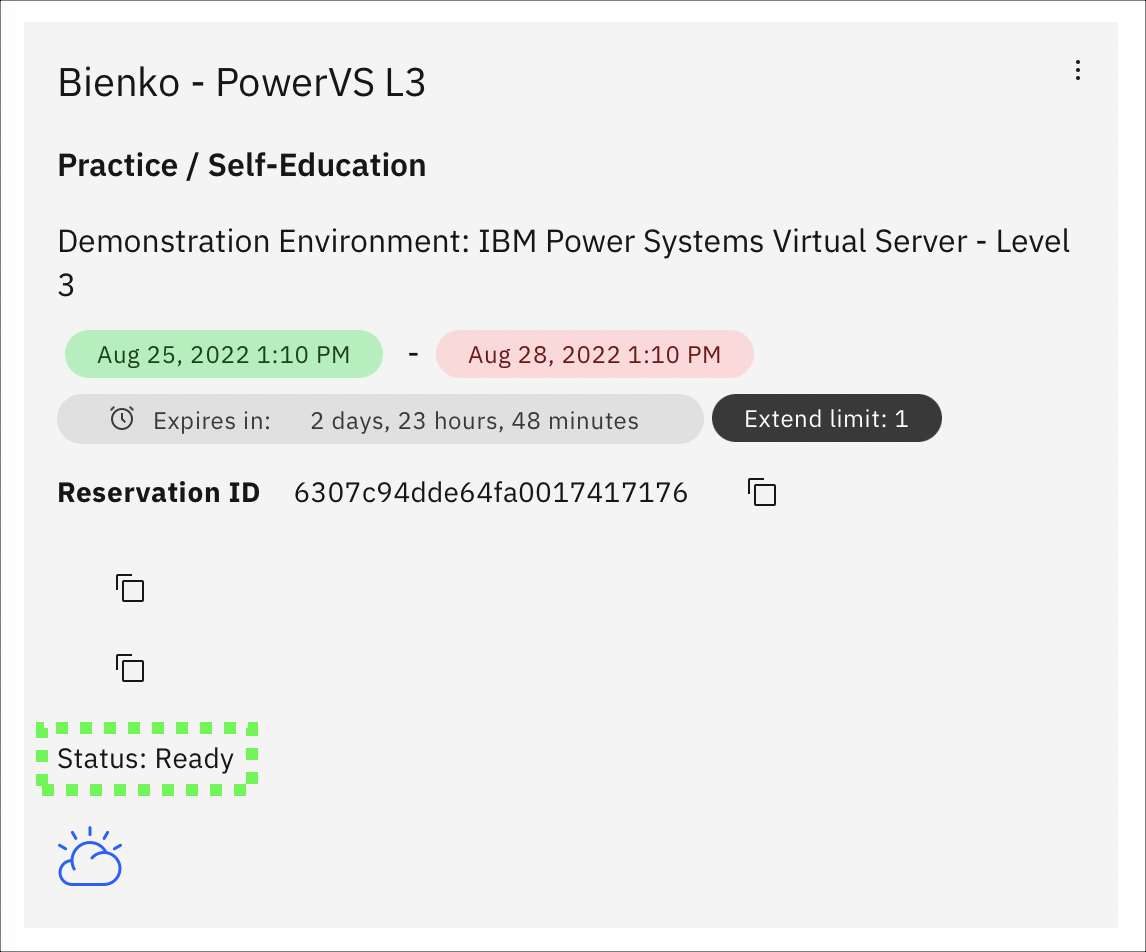 Bienko - PowerVS L3
Practice / Self-Education
Demonstration Environment: IBM Power Systems Virtual Server - Level
3
Aug 25, 2022 1:10 PM - Aug 28, 2022 1:10 PM
Expires in: 2 days, 23 hours, 48 minutes Extend limit: 1
Reservation ID 6307c94dde64fa0017417176
Status: Ready